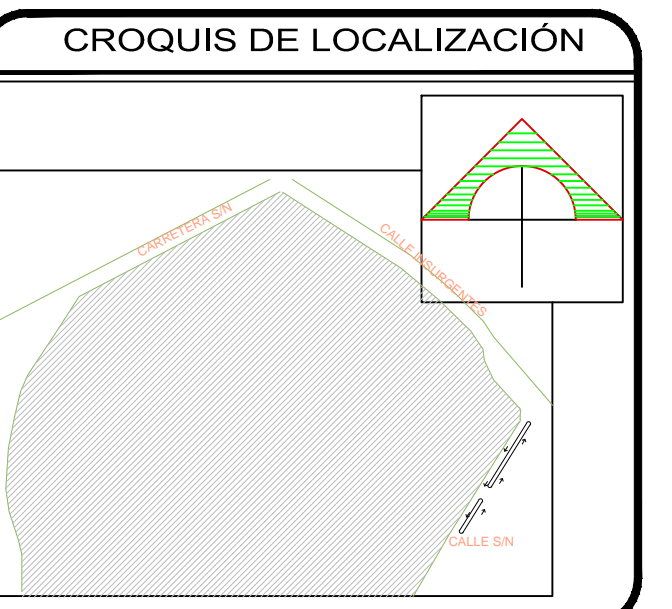 CROQUIS DE LOCALIZACIÓN
CARRETERA S/N
CALLE INSURGENTES
CALLE S/N